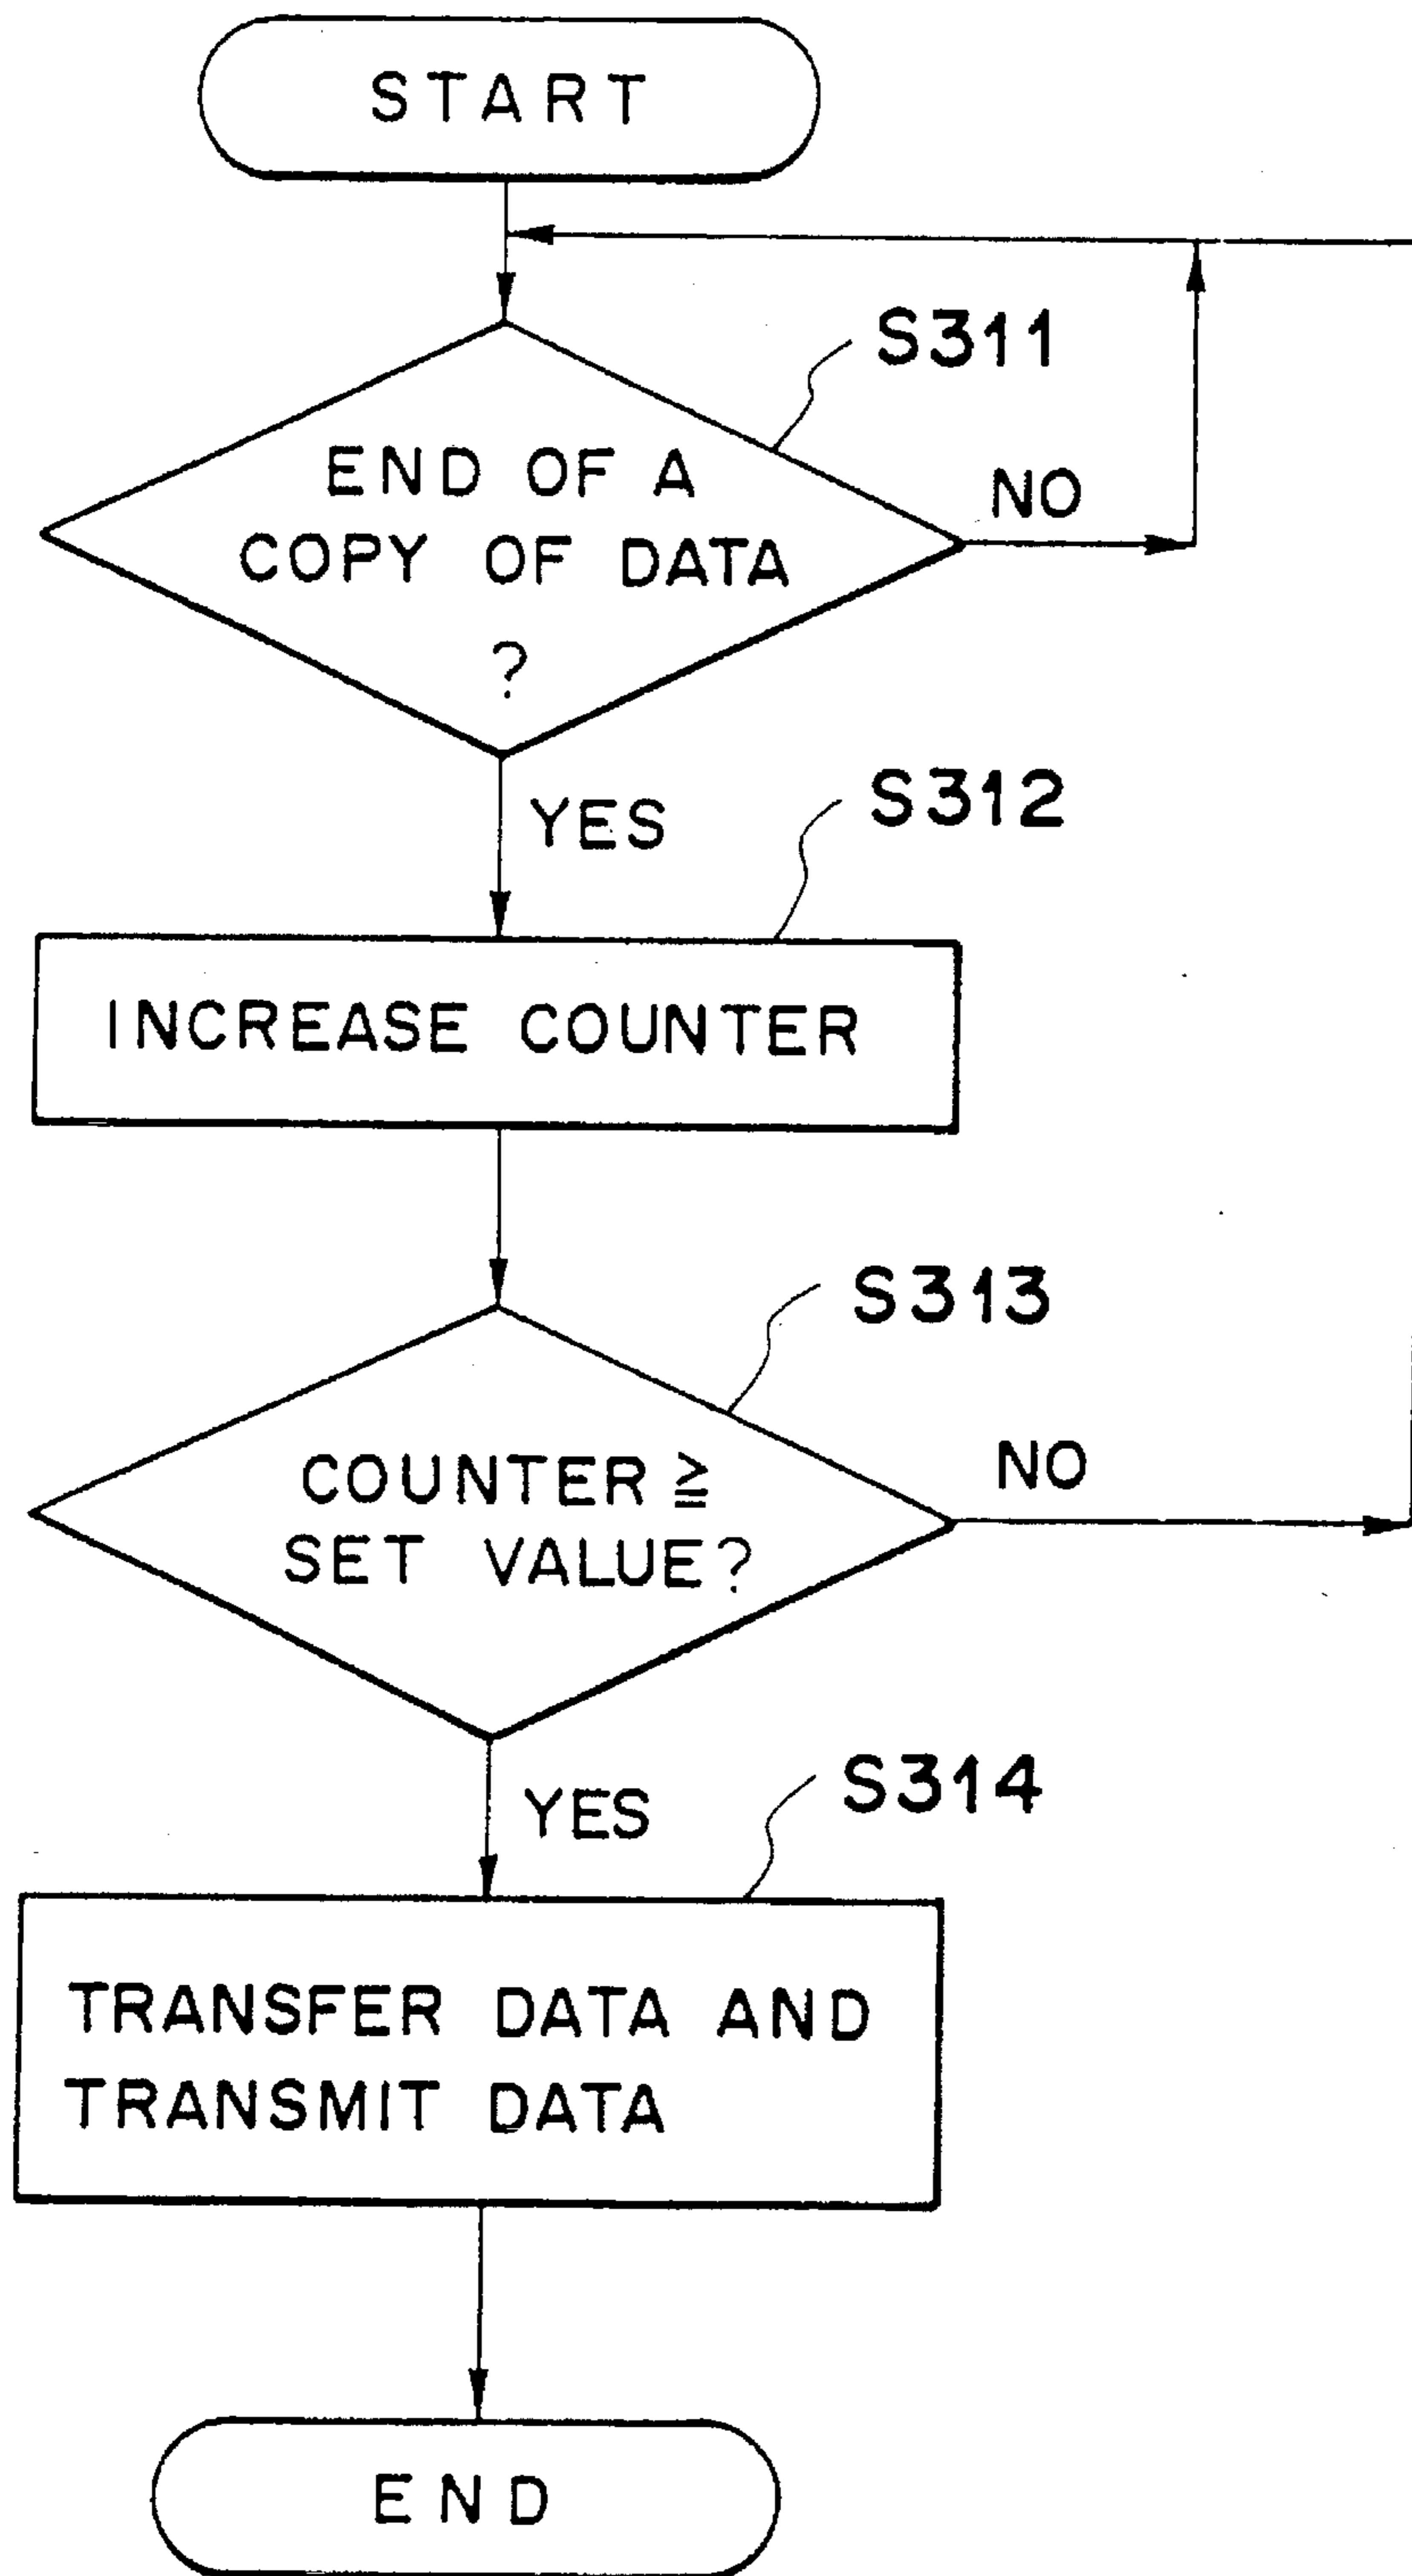 START
S311
END OF A
COPY OF DATA
?
NO
YES
S312
INCREASE COUNTER
S313
COUNTER ≧
SET VALUE?
NO
YES
S314
TRANSFER DATA AND
TRANSMIT DATA
END